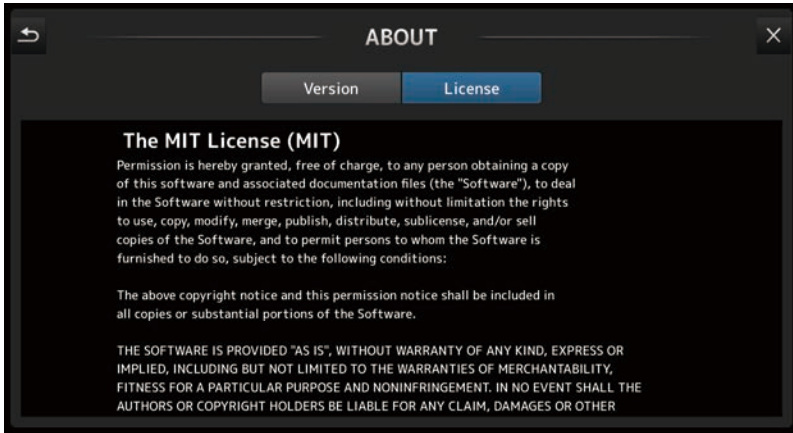 ABOUT
Version
License
The MIT License (MIT)
Permission is hereby granted, free of charge, to any person obtaining a copy
of this software and associated documentation files (the "Software"), to deal
in the Software without restriction, including without limitation the rights
to use, copy, modify, merge, publish, distribute, sublicense, and/or sell
copies of the Software, and to permit persons to whom the Software is
furnished to do so, subject to the following conditions:
The above copyright notice and this permission notice shall be included in
all copies or substantial portions of the Software.
THE SOFTWARE IS PROVIDED "AS IS", WITHOUT WARRANTY OF ANY KIND, EXPRESS OR
IMPLIED, INCLUDING BUT NOT LIMITED TO THE WARRANTIES OF MERCHANTABILITY,
FITNESS FOR A PARTICULAR PURPOSE AND NONINFRINGEMENT. IN NO EVENT SHALL THE
AUTHORS OR COPYRIGHT HOLDERS BE LIABLE FOR ANY CLAIM, DAMAGES OR OTHER